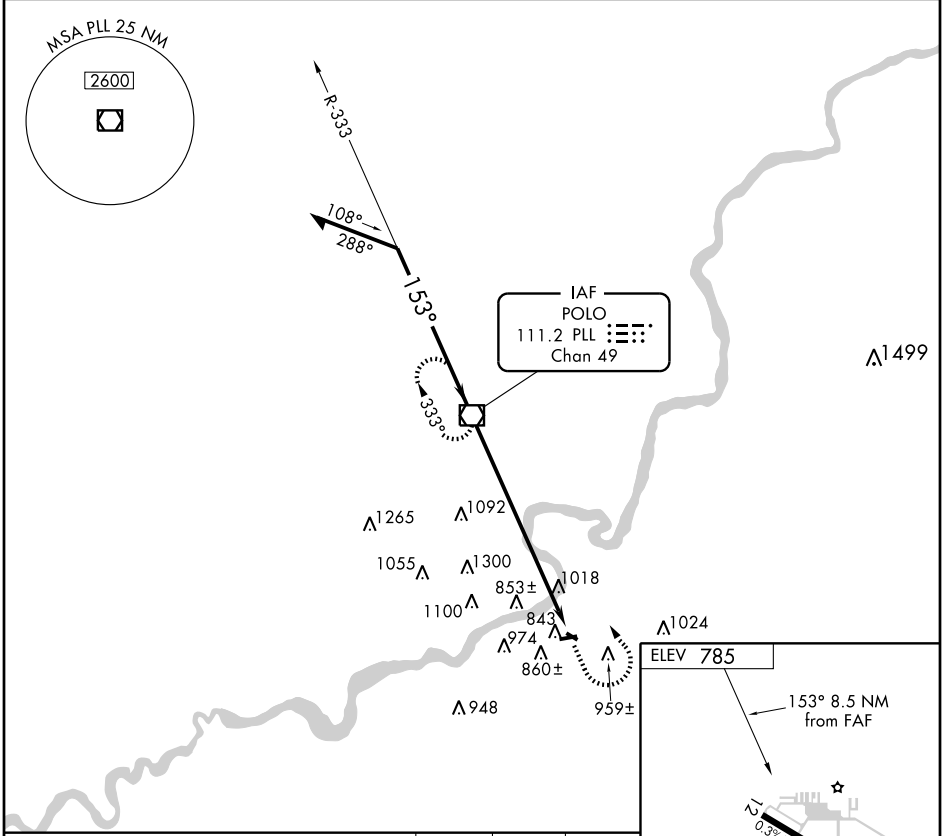 MSA PLL 25 NM
2600
R-333
108°
288°
153°
IAF
POLO
111.2 PLL
Chan 49
1499
333°
1265
1092
1055
1300
853±
1018
1100
843
974
1024
860±
ELEV 785
948
959±
153° 8.5 NM
from FAF
12
0.3%